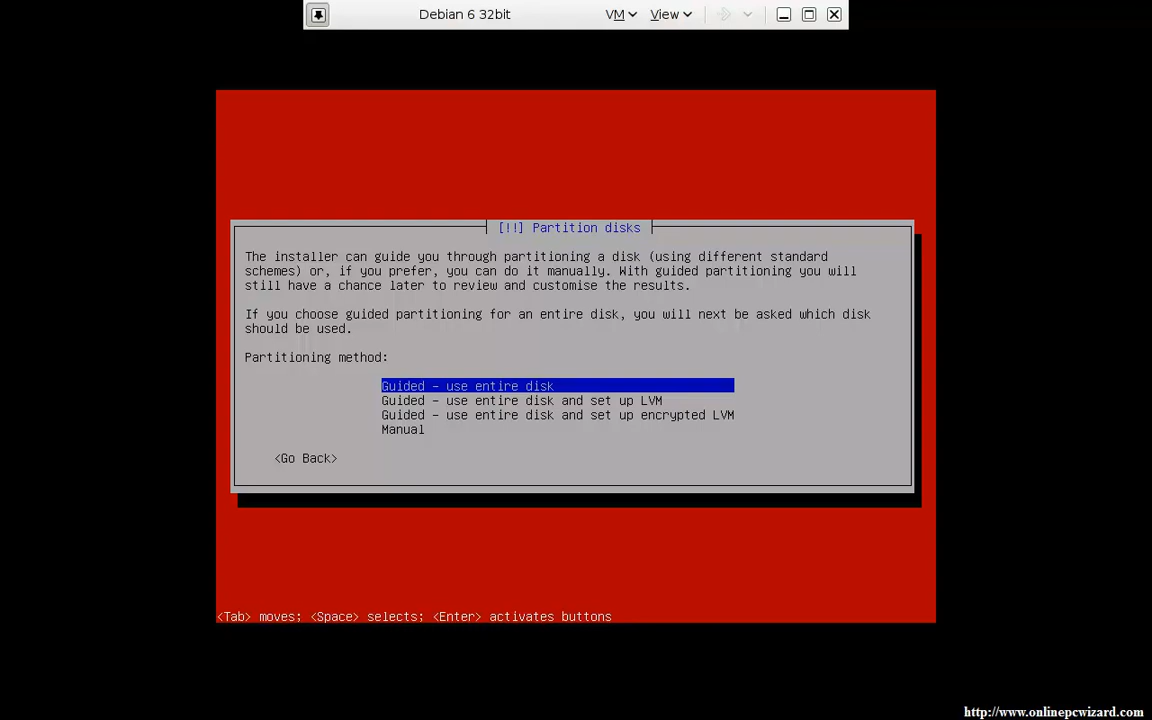 Debian 6 32bit
VM
View
[!!] Partition disks
The installer can guide you through partitioning a disk (using different standard
schemes) or, if you prefer, you can do it manually. With guided partitioning you will
still have a chance later to review and customise the results.
If you choose guided partitioning for an entire disk, you will next be asked which disk
should be used.
Partitioning method:
Guided - use entire disk
Guided - use entire disk and set up LVM
Guided - use entire disk and set up encrypted LVM
Manual
<Go Back>
<Tab> moves; <Space> selects; <Enter> activates buttons
http://www.onlinepcwizard.com